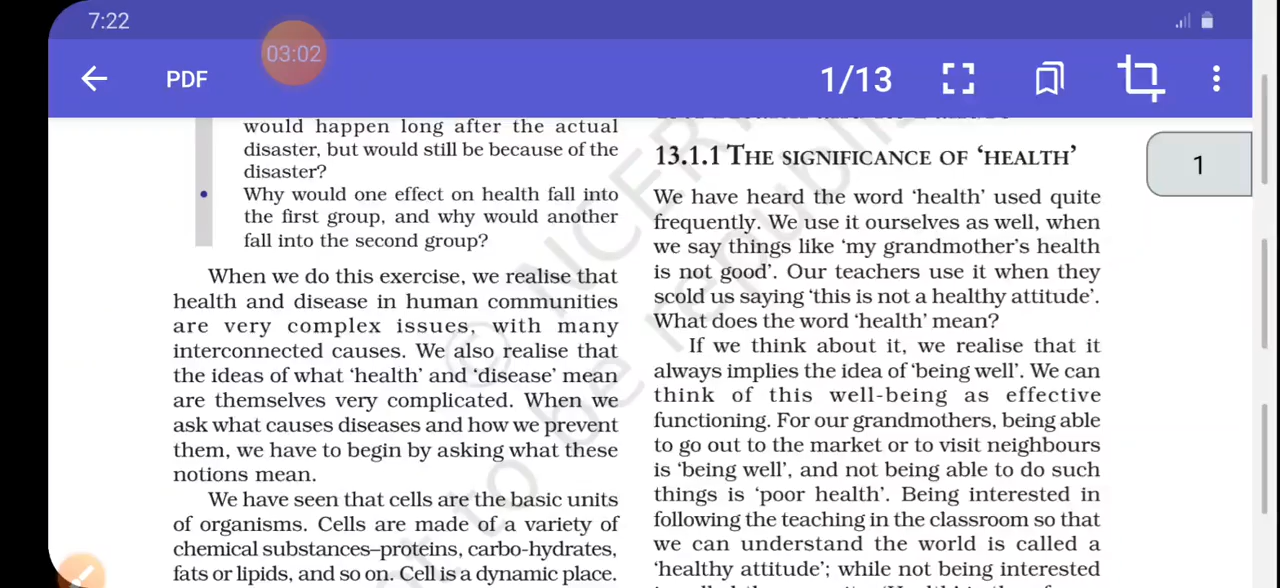 7:22
03:02
PDF
1/13
1
would happen long after the actual
disaster, but would still be because of the
disaster?
• Why would one effect on health fall into
the first group, and why would another
fall into the second group?
When we do this exercise, we realise that
health and disease in human communities
are very complex issues, with many
interconnected causes. We also realise that
the ideas of what ‘health’ and ‘disease’ mean
are themselves very complicated. When we
ask what causes diseases and how we prevent
them, we have to begin by asking what these
notions mean.
We have seen that cells are the basic units
of organisms. Cells are made of a variety of
chemical substances–proteins, carbo-hydrates,
fats or lipids, and so on. Cell is a dynamic place.
13.1.1 THE SIGNIFICANCE OF ‘HEALTH’
We have heard the word ‘health’ used quite
frequently. We use it ourselves as well, when
we say things like ‘my grandmother’s health
is not good’. Our teachers use it when they
scold us saying ‘this is not a healthy attitude’.
What does the word ‘health’ mean?
If we think about it, we realise that it
always implies the idea of ‘being well’. We can
think of this well-being as effective
functioning. For our grandmothers, being able
to go out to the market or to visit neighbours
is ‘being well’, and not being able to do such
things is ‘poor health’. Being interested in
following the teaching in the classroom so that
we can understand the world is called a
‘healthy attitude’; while not being interested
© NCERT
not to be republis